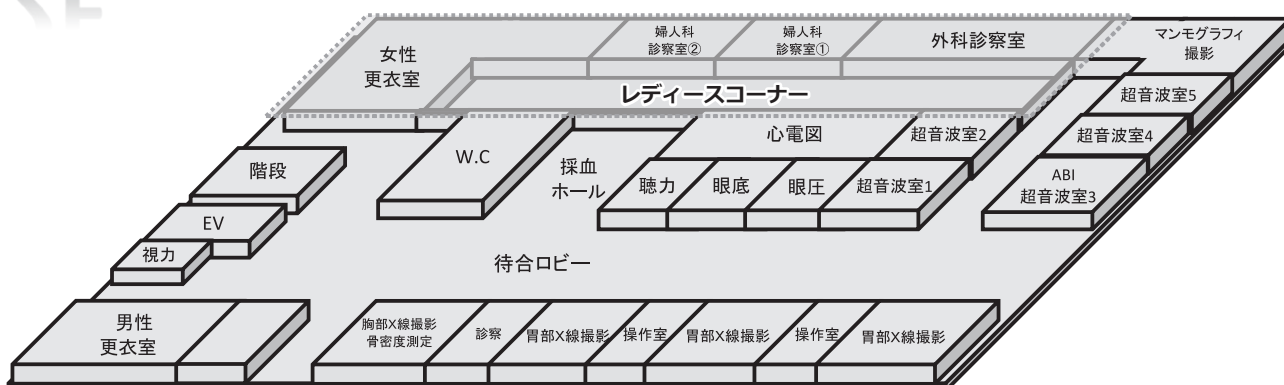 女性
更衣室
婦人科
診察室②
婦人科
診察室①
外科診察室
マンモグラフィ
撮影
レディースコーナー
超音波室5
階段
W.C
採血
ホール
心電図
超音波室2
超音波室4
聴力
眼底
眼圧
超音波室1
ABI
超音波室3
EV
視力
待合ロビー
男性
更衣室
胸部X線撮影
骨密度測定
診察
胃部X線撮影
操作室
胃部X線撮影
操作室
胃部X線撮影